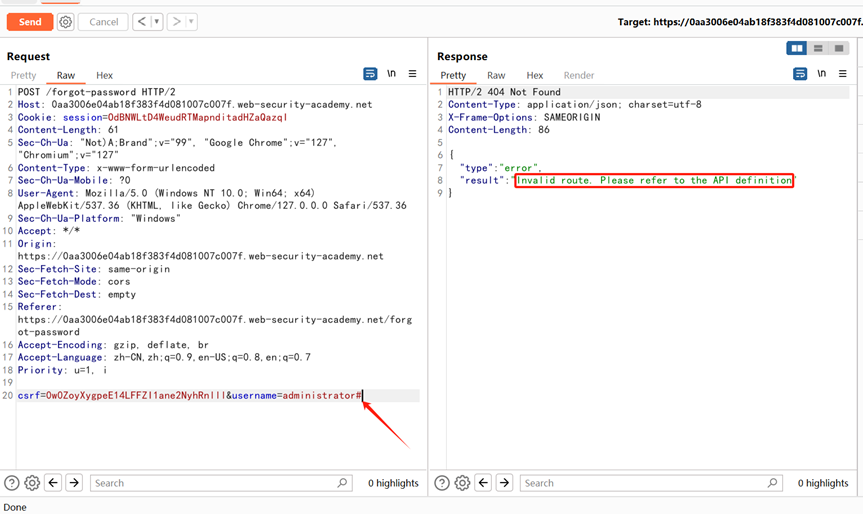 Send Cancel < >
Target: https://0aa3006e04ab18f383f4d081007c007f.
Request
Pretty Raw Hex \n
1 POST /forgot-password HTTP/2
2 Host: 0aa3006e04ab18f383f4d081007c007f.web-security-academy.net
3 Cookie: session=
4 Content-Length: 61
5 Sec-Ch-Ua: "Not)A;Brand";v="99", "Google Chrome";v="127",
"Chromium";v="127"
6 Content-Type: x-www-form-urlencoded
7 Sec-Ch-Ua-Mobile: ?0
8 User-Agent: Mozilla/5.0 (Windows NT 10.0; Win64; x64)
AppleWebKit/537.36 (KHTML, like Gecko) Chrome/127.0.0.0 Safari/537.36
9 Sec-Ch-Ua-Platform: "Windows"
10 Accept: */*
11 Origin:
https://0aa3006e04ab18f383f4d081007c007f.web-security-academy.net
12 Sec-Fetch-Site: same-origin
13 Sec-Fetch-Mode: cors
14 Sec-Fetch-Dest: empty
15 Referer:
https://0aa3006e04ab18f383f4d081007c007f.web-security-academy.net/forg
ot-password
16 Accept-Encoding: gzip, deflate, br
17 Accept-Language: zh-CN,zh;q=0.9,en-US;q=0.8,en;q=0.7
18 Priority: u=1, i
19
20 csrf=&username=administrator#
Search
0 highlights
Response
Pretty Raw Hex Render \n
1 HTTP/2 404 Not Found
2 Content-Type: application/json; charset=utf-8
3 X-Frame-Options: SAMEORIGIN
4 Content-Length: 86
5
6 {
7 "type":"error",
8 "result":"Invalid route. Please refer to the API definition"
9 }
Search
0 highlights
Done